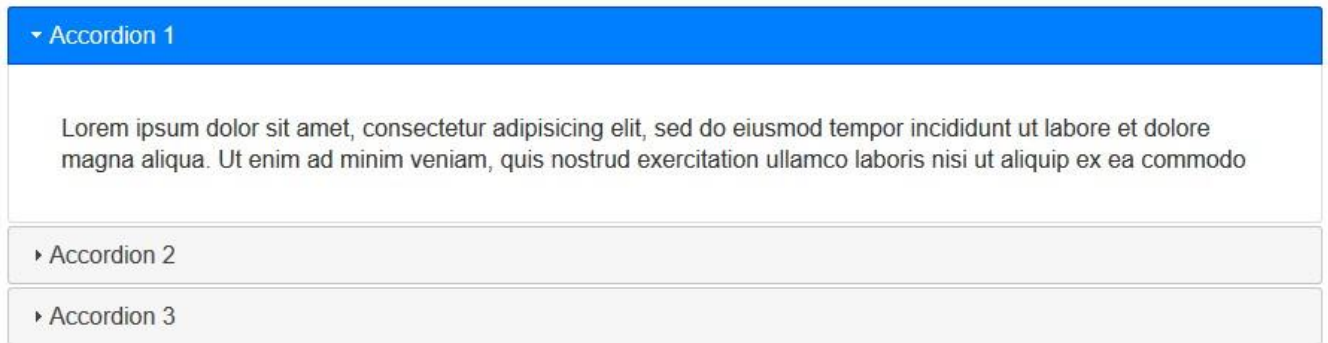 Accordion 1
Lorem ipsum dolor sit amet, consectetur adipisicing elit, sed do eiusmod tempor incididunt ut labore et dolore
magna aliqua. Ut enim ad minim veniam, quis nostrud exercitation ullamco laboris nisi ut aliquip ex ea commodo
Accordion 2
Accordion 3